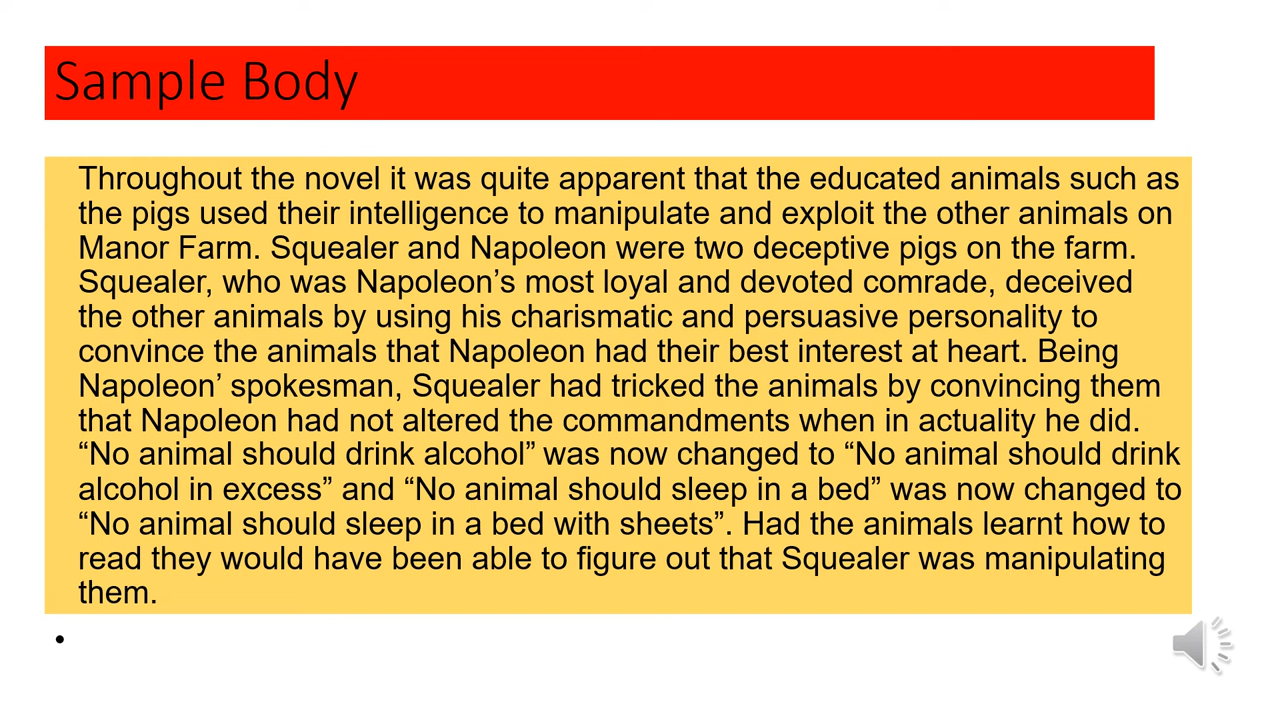 Sample Body
Throughout the novel it was quite apparent that the educated animals such as
the pigs used their intelligence to manipulate and exploit the other animals on
Manor Farm. Squealer and Napoleon were two deceptive pigs on the farm.
Squealer, who was Napoleon’s most loyal and devoted comrade, deceived
the other animals by using his charismatic and persuasive personality to
convince the animals that Napoleon had their best interest at heart. Being
Napoleon’ spokesman, Squealer had tricked the animals by convincing them
that Napoleon had not altered the commandments when in actuality he did.
“No animal should drink alcohol” was now changed to “No animal should drink
alcohol in excess” and “No animal should sleep in a bed” was now changed to
“No animal should sleep in a bed with sheets”. Had the animals learnt how to
read they would have been able to figure out that Squealer was manipulating
them.